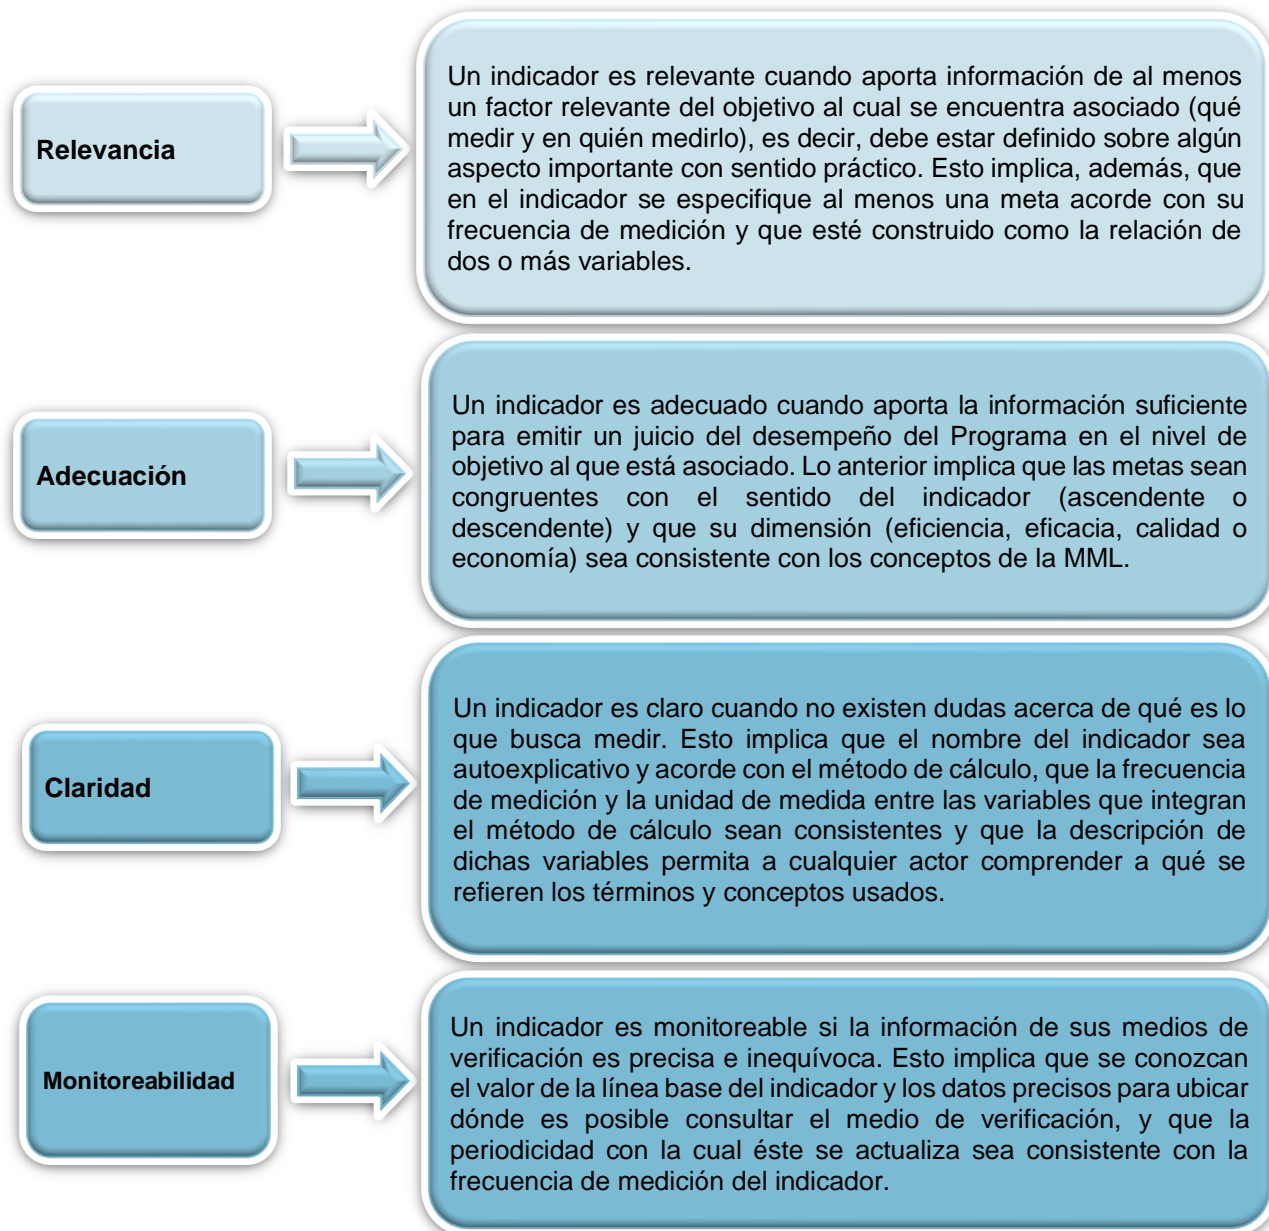 Relevancia
Un indicador es relevante cuando aporta información de al menos
un factor relevante del objetivo al cual se encuentra asociado (qué
medir y en quién medirlo), es decir, debe estar definido sobre algún
aspecto importante con sentido práctico. Esto implica, además, que
en el indicador se especifique al menos una meta acorde con su
frecuencia de medición y que esté construido como la relación de
dos o más variables.
Adecuación
Un indicador es adecuado cuando aporta la información suficiente
para emitir un juicio del desempeño del Programa en el nivel de
objetivo al que está asociado. Lo anterior implica que las metas sean
congruentes con el sentido del indicador (ascendente o
descendente) y que su dimensión (eficiencia, eficacia, calidad o
economía) sea consistente con los conceptos de la MML.
Claridad
Un indicador es claro cuando no existen dudas acerca de qué es lo
que busca medir. Esto implica que el nombre del indicador sea
autoexplicativo y acorde con el método de cálculo, que la frecuencia
de medición y la unidad de medida entre las variables que integran
el método de cálculo sean consistentes y que la descripción de
dichas variables permita a cualquier actor comprender a qué se
refieren los términos y conceptos usados.
Monitoreabilidad
Un indicador es monitoreable si la información de sus medios de
verificación es precisa e inequívoca. Esto implica que se conozcan
el valor de la línea base del indicador y los datos precisos para ubicar
dónde es posible consultar el medio de verificación, y que la
periodicidad con la cual éste se actualiza sea consistente con la
frecuencia de medición del indicador.